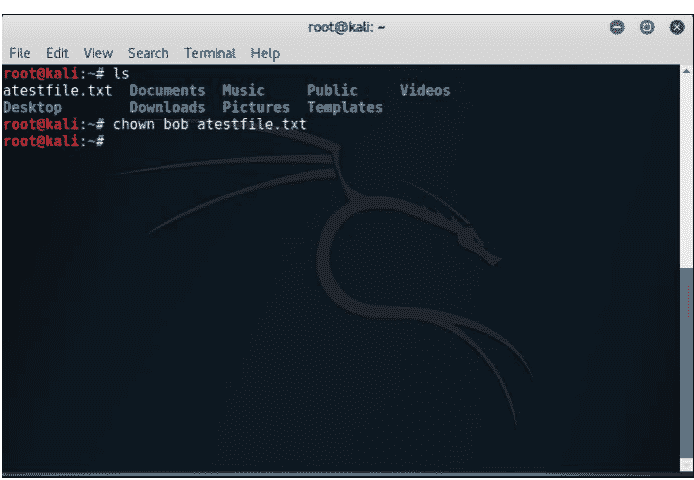 root@kali: ~
File Edit View Search Terminal Help
root@kali:~# ls
atestfile.txt Documents Music Public Videos
Desktop Downloads Pictures Templates
root@kali:~# chown bob atestfile.txt
root@kali:~#